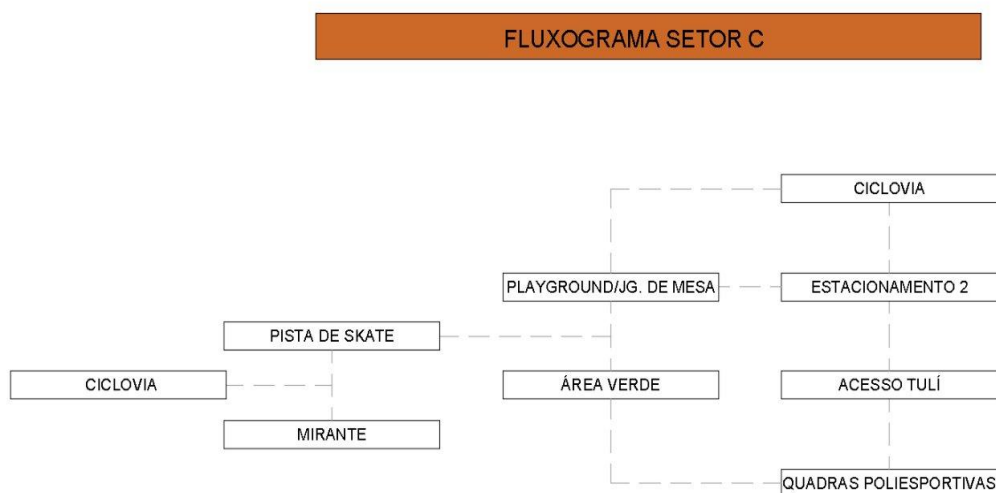 FLUXOGRAMA SETOR C
CICLOVIA
PLAYGROUND/JG. DE MESA
ESTACIONAMENTO 2
PISTA DE SKATE
CICLOVIA
ÁREA VERDE
ACESSO TULÍ
MIRANTE
QUADRAS POLIESPORTIVAS